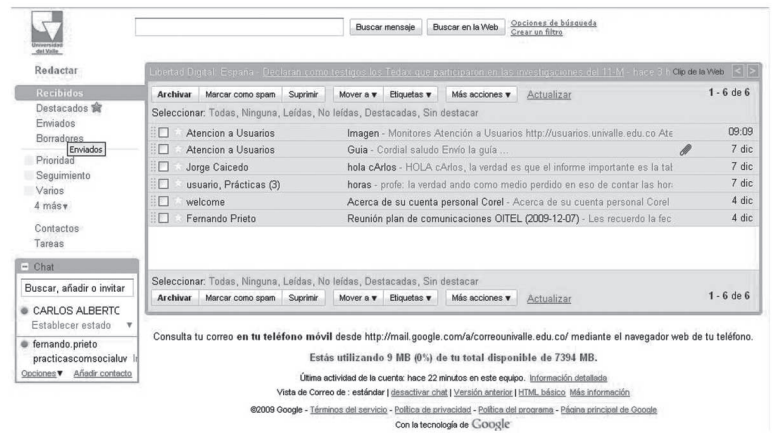 Universidad
del Valle
Buscar mensaje Buscar en la Web Opciones de búsqueda
Crear un filtro
Redactar
Recibidos
Destacados
Enviados
Borradores
Enviados
Prioridad
Seguimiento
Varios
4 más▼
Contactos
Tareas
Chat
Buscar, añadir o invitar
CARLOS ALBERTC
Establecer estado ▼
fernando.prieto
practicascomsocialuv
Opciones▼ Añadir contacto
Libertad Digital: España - Declaran como testigos los Tedax que participaron en las investigaciones del 11-M - hace 3 h Clip de la Web < >
Archivar Marcar como spam Suprimir Mover a ▼ Etiquetas ▼ Más acciones ▼ Actualizar 1 - 6 de 6
Seleccionar: Todas, Ninguna, Leídas, No leídas, Destacadas, Sin destacar
Atencion a Usuarios Imagen - Monitores Atención a Usuarios http://usuarios.univalle.edu.co Ate 09:09
Atencion a Usuarios Guia - Cordial saludo Envío la guía ... 7 dic
Jorge Caicedo hola cArlos - HOLA cArlos, la verdad es que el informe importante es la tal 7 dic
usuario, Prácticas (3) horas - profe: la verdad ando como medio perdido en eso de contar las hor 7 dic
welcome Acerca de su cuenta personal Corel - Acerca de su cuenta personal Corel 4 dic
Fernando Prieto Reunión plan de comunicaciones OITEL (2009-12-07) - Les recuerdo la fec 4 dic
Seleccionar: Todas, Ninguna, Leídas, No leídas, Destacadas, Sin destacar
Archivar Marcar como spam Suprimir Mover a ▼ Etiquetas ▼ Más acciones ▼ Actualizar 1 - 6 de 6
Consulta tu correo en tu teléfono móvil desde http://mail.google.com/a/correounivalle.edu.co/ mediante el navegador web de tu teléfono.
Estás utilizando 9 MB (0%) de tu total disponible de 7394 MB.
Última actividad de la cuenta: hace 22 minutos en este equipo. Información detallada
Vista de Correo de : estándar | desactivar chat | Versión anterior | HTML básico Más información
©2009 Google - Términos del servicio - Política de privacidad - Política del programa - Página principal de Google
Con la tecnología de Google